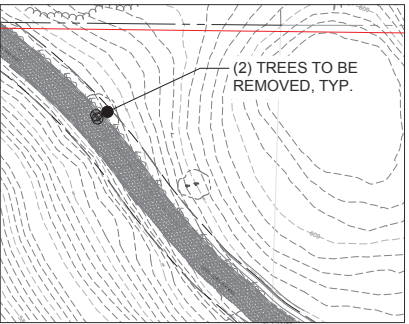 (2) TREES TO BE
REMOVED, TYP.